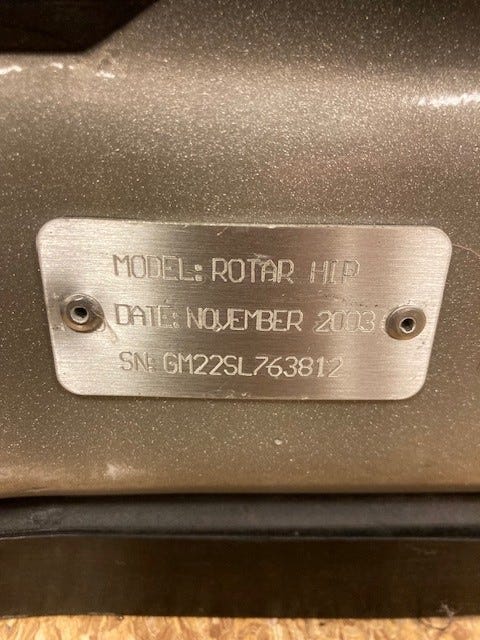 MODEL: ROTAR HIP
DATE: NOVEMBER 2003
SN: GM22SL763812